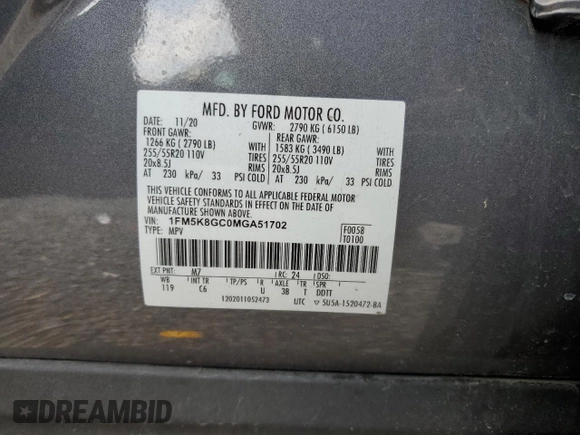 MFD. BY FORD MOTOR CO.
DATE: 11/20 GVWR: 2790 KG ( 6150 LB)
FRONT GAWR: REAR GAWR:
1266 KG ( 2790 LB) WITH 1583 KG ( 3490 LB) WITH
255/55R20 110V TIRES 255/55R20 110V TIRES
20x8.5J RIMS 20x8.5J RIMS
AT 230 kPa/ 33 PSI COLD AT 230 kPa/ 33 PSI COLD
THIS VEHICLE CONFORMS TO ALL APPLICABLE FEDERAL MOTOR
VEHICLE SAFETY STANDARDS IN EFFECT ON THE DATE OF
MANUFACTURE SHOWN ABOVE.
VIN: 1FM5K8GC0MGA51702 F0058
TYPE: MPV T0100
EXT PNT: M7 RC: 24 DSO:
WB INT TR TP/PS R AXLE TR SPR
119 C6 U 3B T DDTT
1202011052473 UTC ▽ 5U5A-1520472-BA
DREAMBID